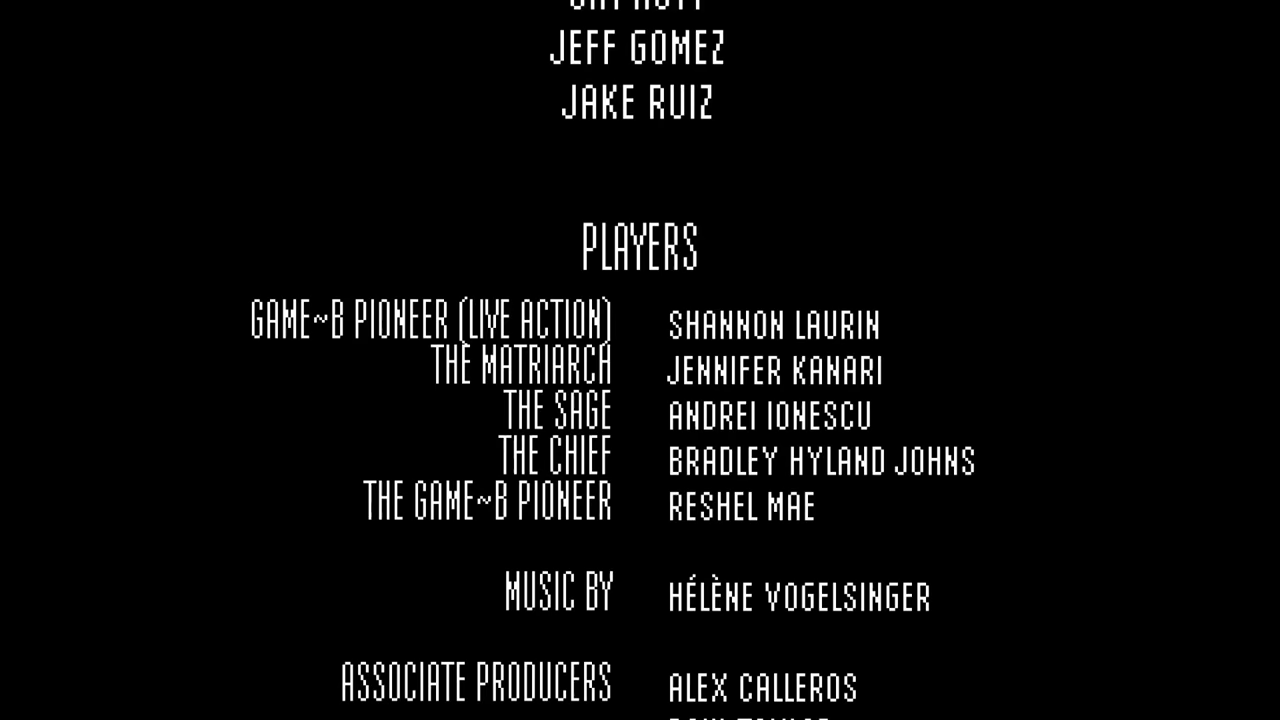 JEFF GOMEZ
JAKE RUIZ
PLAYERS
GAME~B PIONEER (LIVE ACTION) SHANNON LAURIN
THE MATRIARCH JENNIFER KANARI
THE SAGE ANDREI IONESCU
THE CHIEF BRADLEY HYLAND JOHNS
THE GAME~B PIONEER RESHEL MAE
MUSIC BY HÉLÈNE VOGELSINGER
ASSOCIATE PRODUCERS ALEX CALLEROS